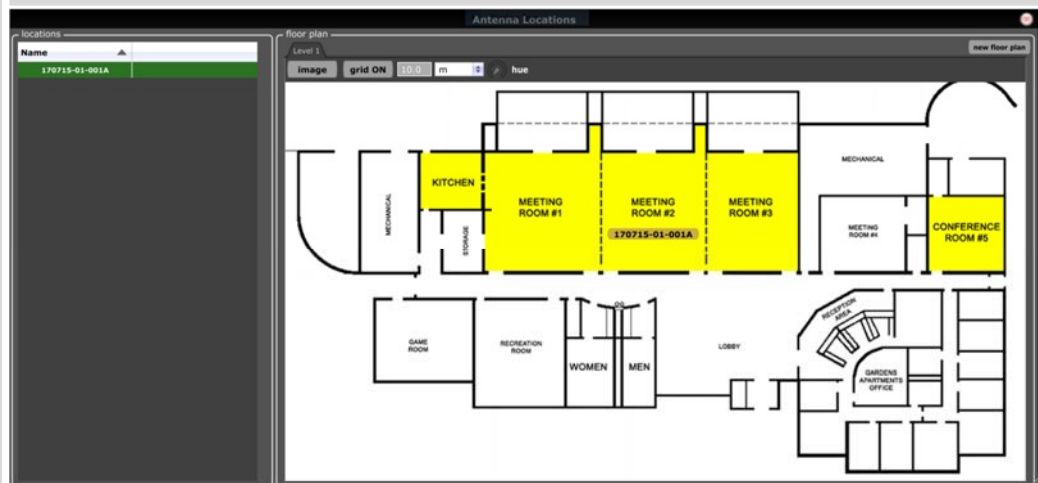 Antenna Locations
locations
Name
170715-01-001A
floor plan
Level 1
new floor plan
image
grid ON
10.0
m
hue
MECHANICAL
KITCHEN
MEETING
ROOM #1
MEETING
ROOM #2
MEETING
ROOM #3
170715-01-001A
MECHANICAL
STORAGE
MEETING
ROOM #4
CONFERENCE
ROOM #5
GAME
ROOM
RECREATION
ROOM
WOMEN
MEN
LOBBY
RECEPTION
AREA
GARDENS
APARTMENTS
OFFICE